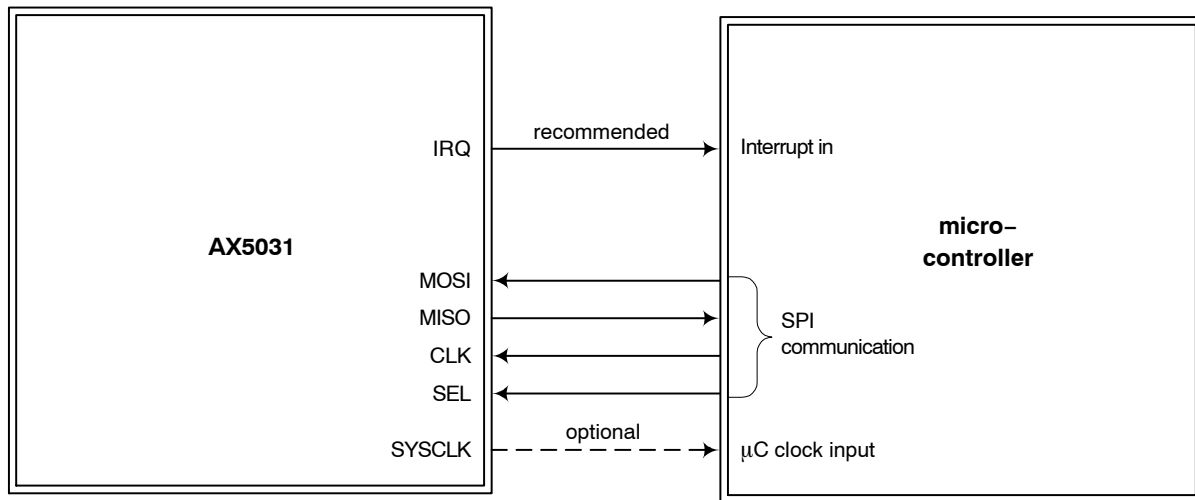 recommended
IRQ
Interrupt in
AX5031
micro−
controller
MOSI
MISO
SPI
communication
CLK
SEL
optional
SYSCLK
μC clock input